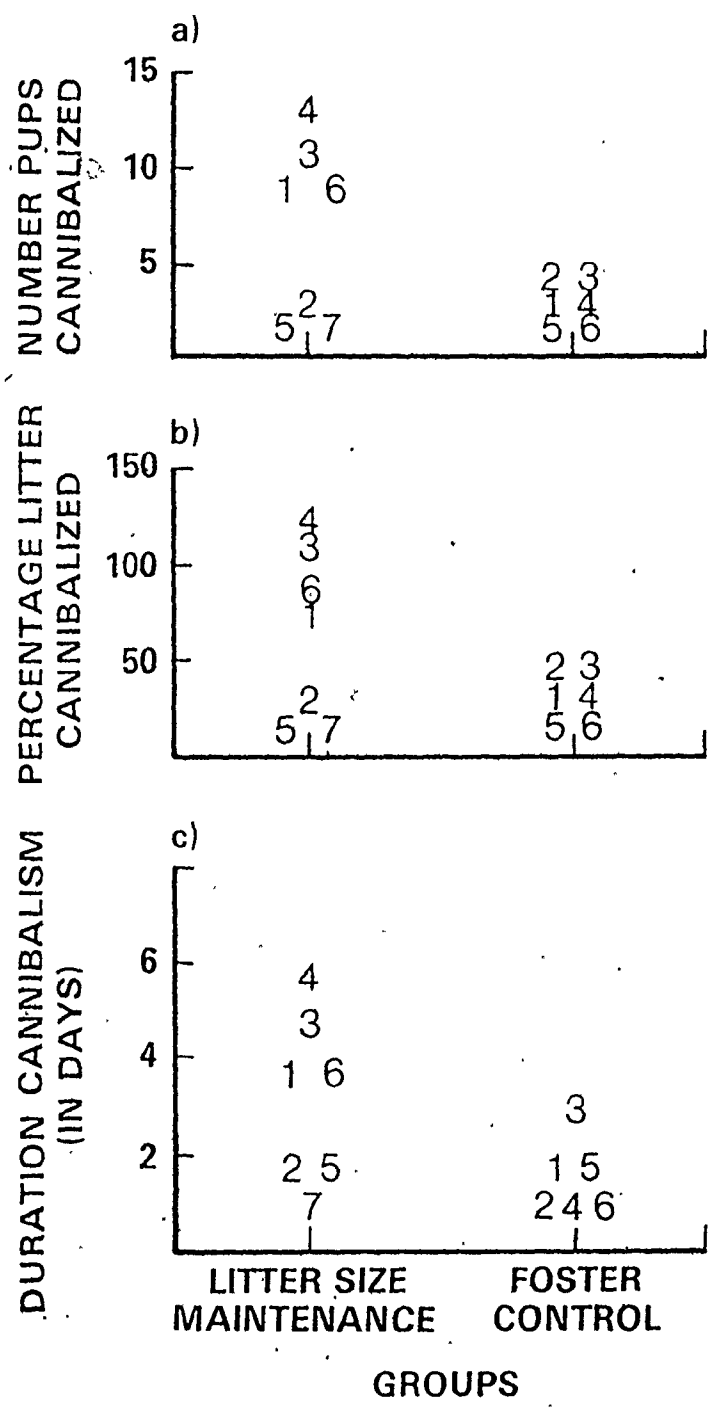 a)
NUMBER PUPS
CANNIBALIZED
15
10
5
4
3
1 6
2
5 7
2 3
1 4
5 6
b)
PERCENTAGE LITTER
CANNIBALIZED
150
100
50
4
3
6
1
2
5 7
2 3
1 4
5 6
c)
DURATION CANNIBALISM
(IN DAYS)
6
4
2
4
3
1 6
2 5
7
3
1 5
2 4 6
LITTER SIZE
MAINTENANCE
FOSTER
CONTROL
GROUPS